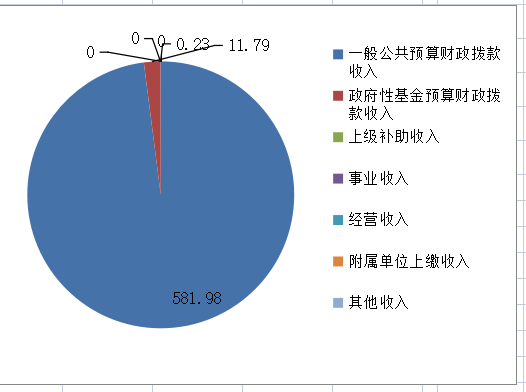 0
0
0
0.23
11.79
581.98
一般公共预算财政拨款
收入
政府性基金预算财政拨
款收入
上级补助收入
事业收入
经营收入
附属单位上缴收入
其他收入